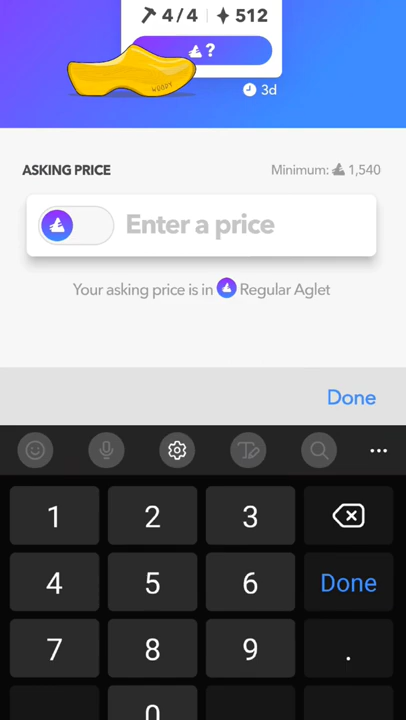 4/4 512
?
WOODY
3d
ASKING PRICE Minimum: 1,540
Enter a price
Your asking price is in Regular Aglet
Done
1 2 3
4 5 6 Done
7 8 9 .
0